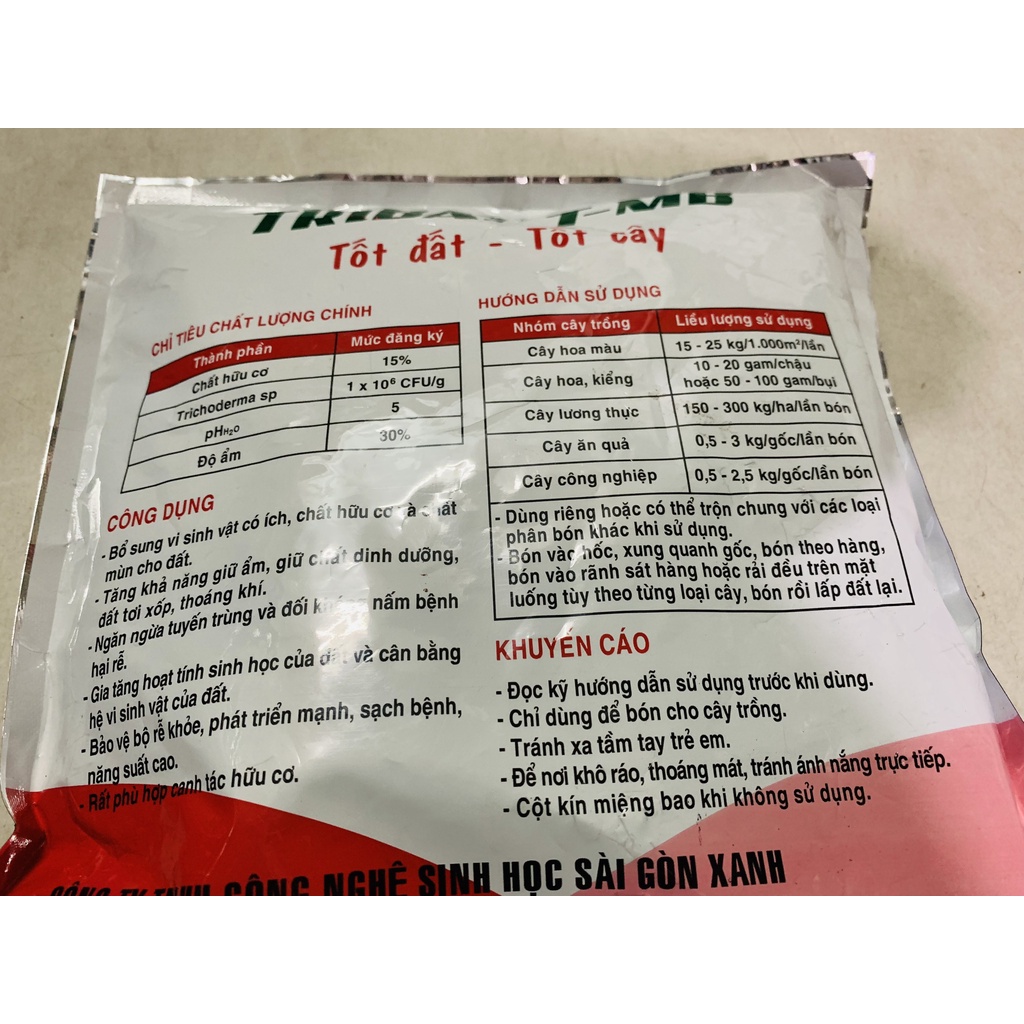 T-MB
Tốt đất - Tốt cây
CHỈ TIÊU CHẤT LƯỢNG CHÍNH
Thành phần Mức đăng ký
Chất hữu cơ 15%
Trichoderma sp 1 x 10⁶ CFU/g
pHH₂O 5
Độ ẩm 30%
CÔNG DỤNG
- Bổ sung vi sinh vật có ích, chất hữu cơ và chất
mùn cho đất.
- Tăng khả năng giữ ẩm, giữ chất dinh dưỡng,
đất tơi xốp, thoáng khí.
- Ngăn ngừa tuyến trùng và đối kháng nấm bệnh
hại rễ.
- Gia tăng hoạt tính sinh học của đất và cân bằng
hệ vi sinh vật của đất.
- Bảo vệ bộ rễ khỏe, phát triển mạnh, sạch bệnh,
năng suất cao.
- Rất phù hợp canh tác hữu cơ.
HƯỚNG DẪN SỬ DỤNG
Nhóm cây trồng Liều lượng sử dụng
Cây hoa màu 15 - 25 kg/1.000m²/lần
Cây hoa, kiểng 10 - 20 gam/chậu
hoặc 50 - 100 gam/bụi
Cây lương thực 150 - 300 kg/ha/lần bón
Cây ăn quả 0,5 - 3 kg/gốc/lần bón
Cây công nghiệp 0,5 - 2,5 kg/gốc/lần bón
- Dùng riêng hoặc có thể trộn chung với các loại
phân bón khác khi sử dụng.
- Bón vào hốc, xung quanh gốc, bón theo hàng,
bón vào rãnh sát hàng hoặc rải đều trên mặt
luống tùy theo từng loại cây, bón rồi lấp đất lại.
KHUYẾN CÁO
- Đọc kỹ hướng dẫn sử dụng trước khi dùng.
- Chỉ dùng để bón cho cây trồng.
- Tránh xa tầm tay trẻ em.
- Để nơi khô ráo, thoáng mát, tránh ánh nắng trực tiếp.
- Cột kín miệng bao khi không sử dụng.
CÔNG TY TNHH CÔNG NGHỆ SINH HỌC SÀI GÒN XANH